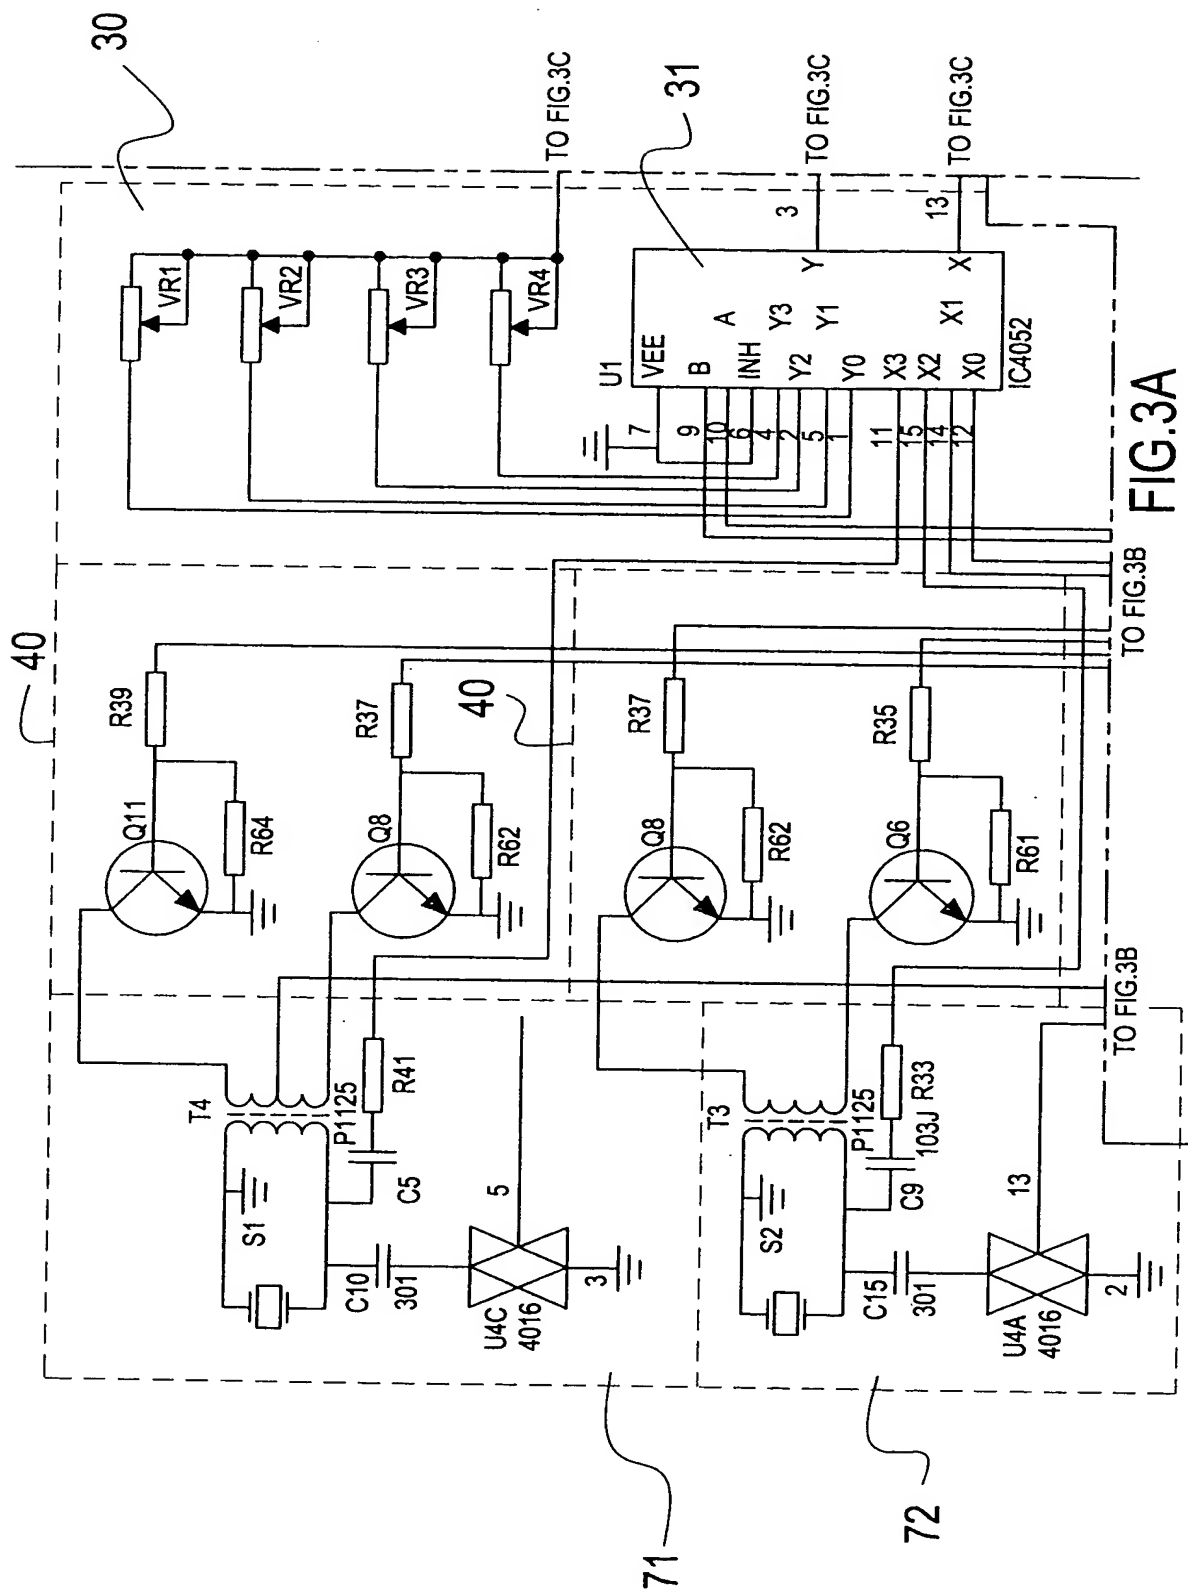 30
40
VR1
VR2
VR3
VR4
TO FIG.3C
31
TO FIG.3C
TO FIG.3C
3
13
U1
VEE
B
A
INH
Y3
Y2
Y1
Y0
X3
X2
X1
X0
Y
X
IC4052
7
9
10
6
4
2
5
1
11
15
14
12
R39
Q11
R64
R37
Q8
R62
40
R37
Q8
R62
R35
Q6
R61
TO FIG.3B
TO FIG.3B
T4
P1125
R41
C5
S1
C10
301
U4C
4016
5
3
T3
P1125
R33
103J
C9
S2
C15
301
U4A
4016
13
2
71
72
FIG.3A